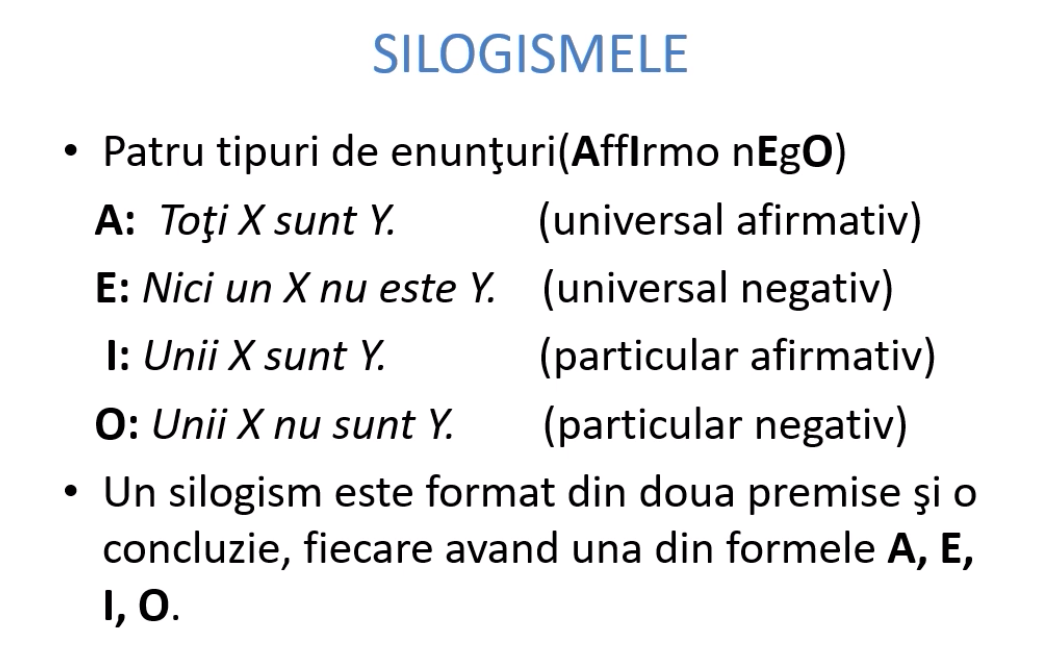 SILOGISMELE
• Patru tipuri de enunţuri(AffIrmo nEgO)
A: Toţi X sunt Y. (universal afirmativ)
E: Nici un X nu este Y. (universal negativ)
I: Unii X sunt Y. (particular afirmativ)
O: Unii X nu sunt Y. (particular negativ)
• Un silogism este format din doua premise şi o
concluzie, fiecare avand una din formele A, E,
I, O.